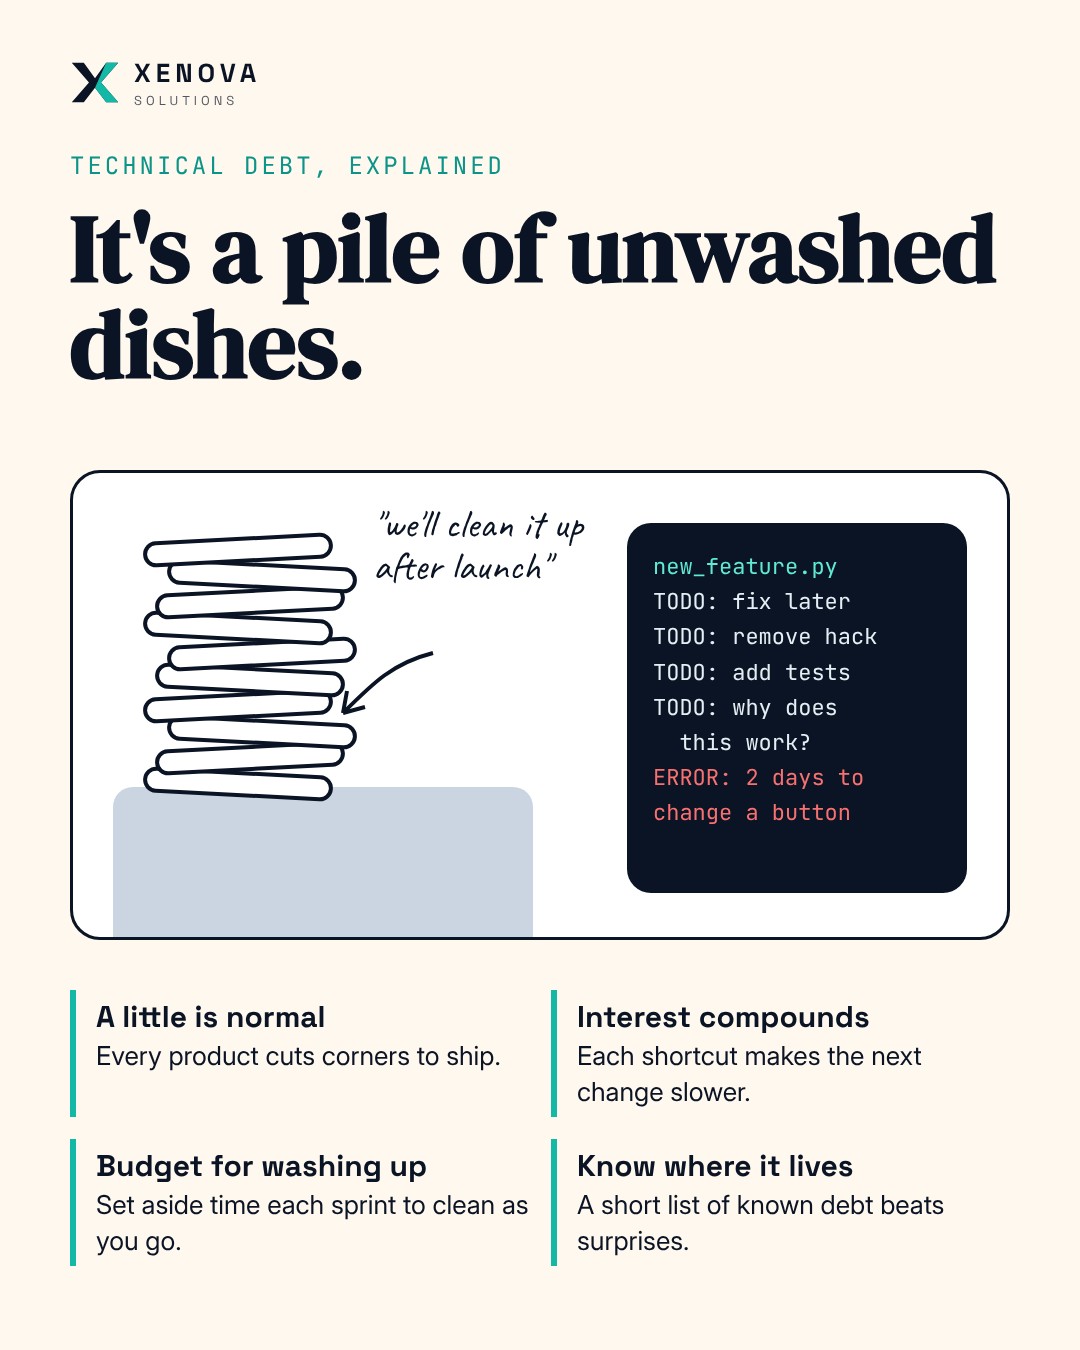 XENOVA
SOLUTIONS
TECHNICAL DEBT, EXPLAINED
It's a pile of unwashed
dishes.
"we'll clean it up
after launch"
new_feature.py
TODO: fix later
TODO: remove hack
TODO: add tests
TODO: why does
this work?
ERROR: 2 days to
change a button
A little is normal
Every product cuts corners to ship.
Interest compounds
Each shortcut makes the next
change slower.
Budget for washing up
Set aside time each sprint to clean as
you go.
Know where it lives
A short list of known debt beats
surprises.